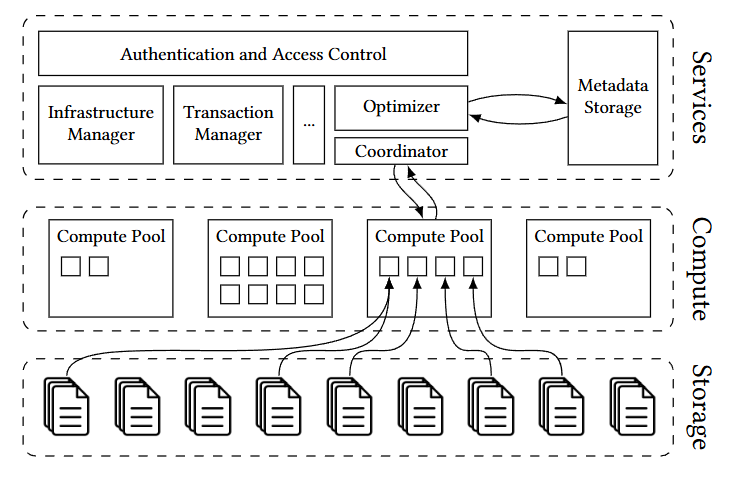 Authentication and Access Control
Infrastructure
Manager
Transaction
Manager
...
Optimizer
Coordinator
Metadata
Storage
Services
Compute Pool
Compute Pool
Compute Pool
Compute Pool
Compute
Storage